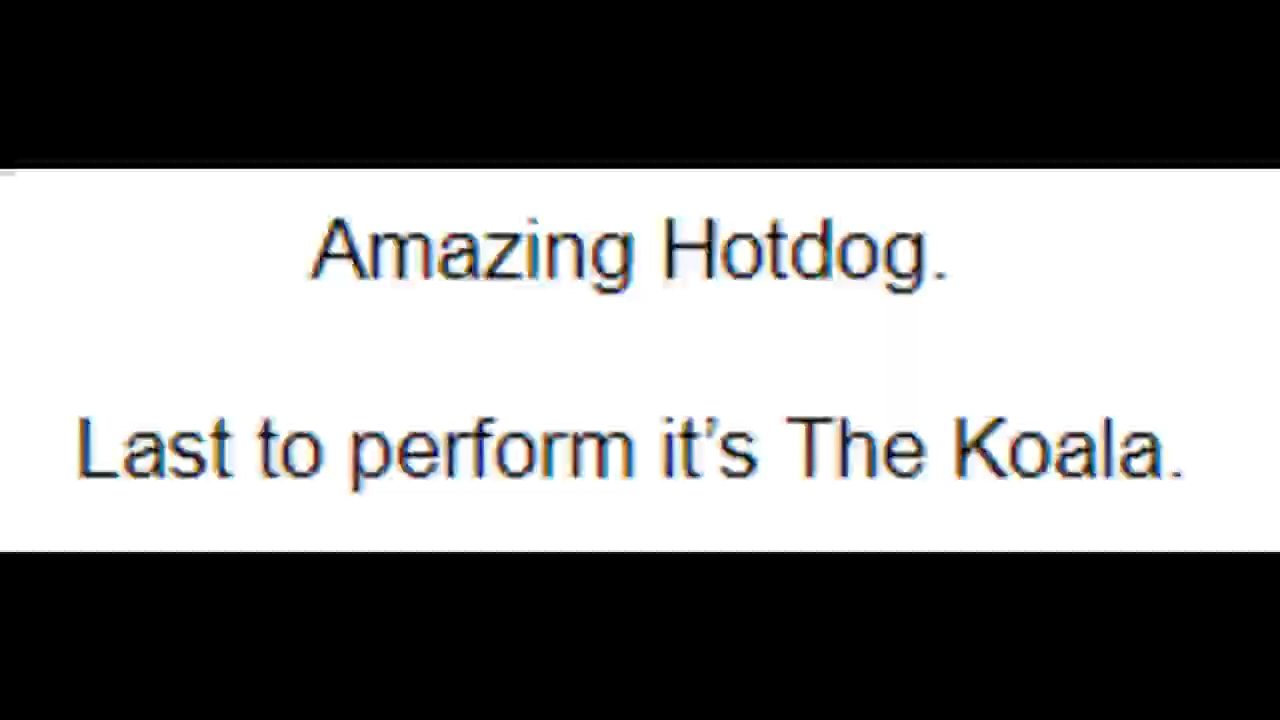 Amazing Hotdog.
Last to perform it’s The Koala.